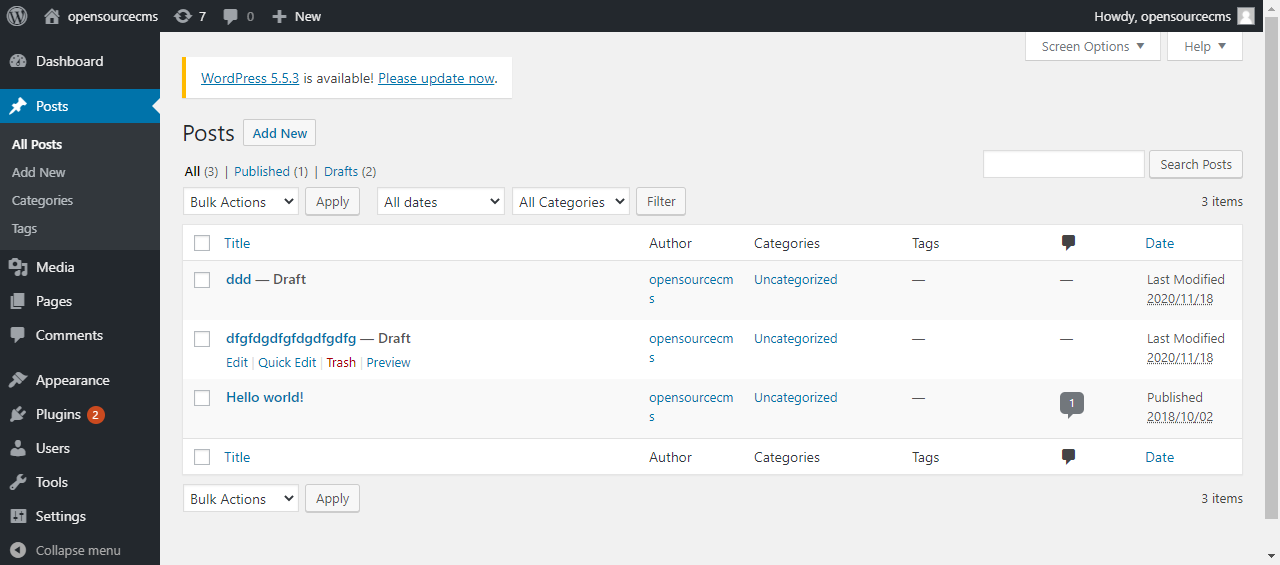 opensourcecms 7 0 New Howdy, opensourcecms
Screen Options Help
Dashboard
Posts
All Posts
Add New
Categories
Tags
Media
Pages
Comments
Appearance
Plugins 2
Users
Tools
Settings
Collapse menu
WordPress 5.5.3 is available! Please update now.
Posts Add New
All (3) | Published (1) | Drafts (2)
Search Posts
Bulk Actions Apply All dates All Categories Filter 3 items
Title Author Categories Tags Date
ddd — Draft opensourcecm Uncategorized — — Last Modified
s 2020/11/18
dfgfdgdfgfdgdfgdfg — Draft opensourcecm Uncategorized — — Last Modified
s 2020/11/18
Edit | Quick Edit | Trash | Preview
Hello world! opensourcecm Uncategorized — 1 Published
s 2018/10/02
Title Author Categories Tags Date
Bulk Actions Apply 3 items